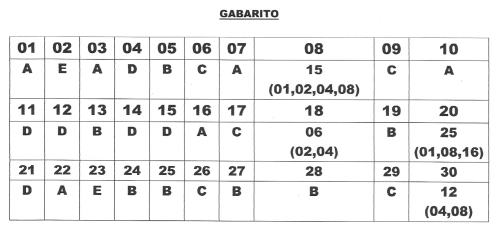 GABARITO
01 02 03 04 05 06 07 08 09 10
A E A D B C A 15 C A
(01,02,04,08)
11 12 13 14 15 16 17 18 19 20
D D B D D A C 06 B 25
(02,04) (01,08,16)
21 22 23 24 25 26 27 28 29 30
D A E B B C B B C 12
(04,08)